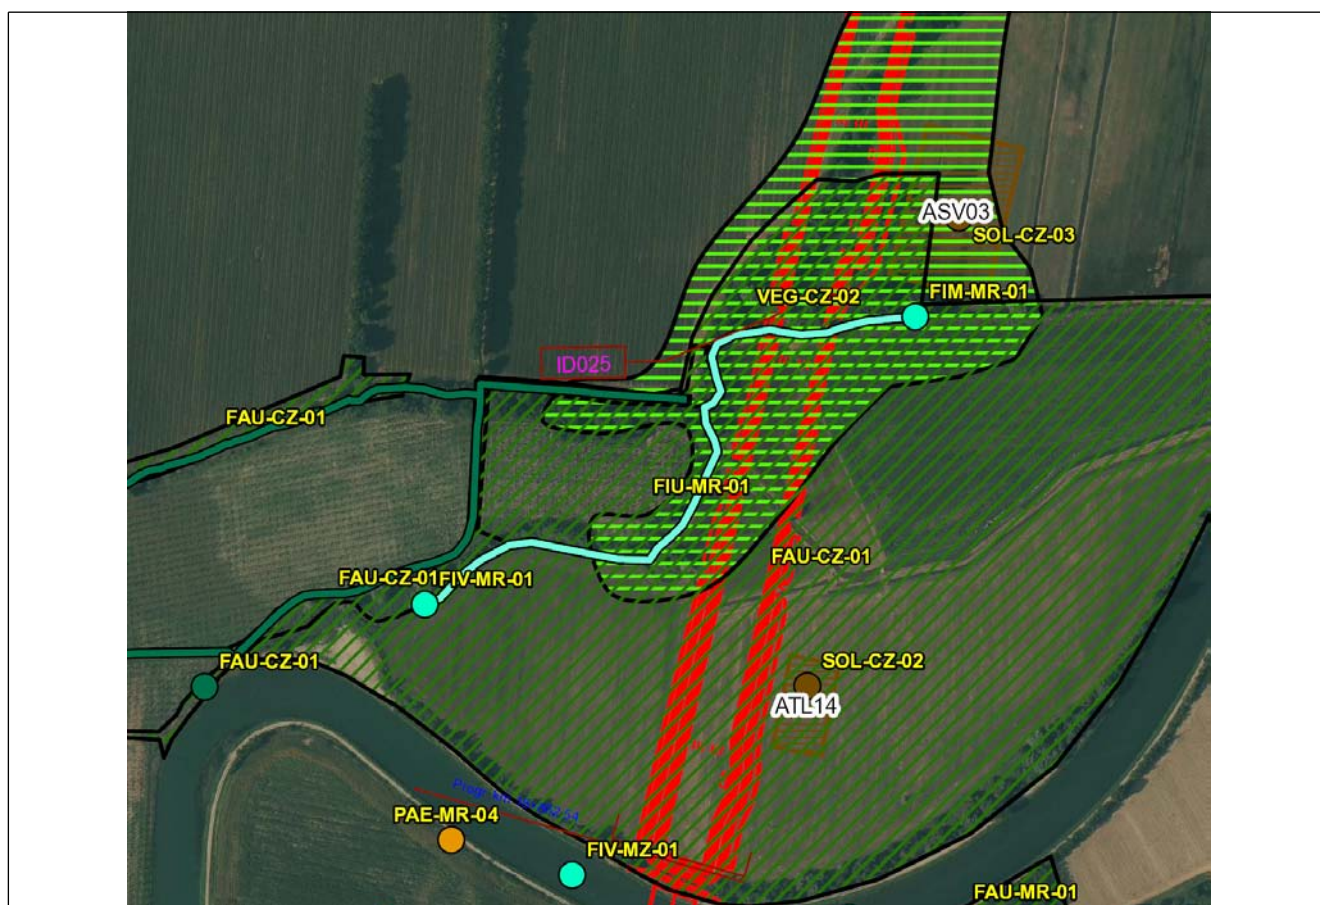 ASV03
SOL-CZ-03
VEG-CZ-02
FIM-MR-01
ID025
FAU-CZ-01
FIU-MR-01
FAU-CZ-01
FAU-CZ-01
FIV-MR-01
FAU-CZ-01
SOL-CZ-02
ATL14
PAE-MR-04
FIV-MZ-01
FAU-MR-01